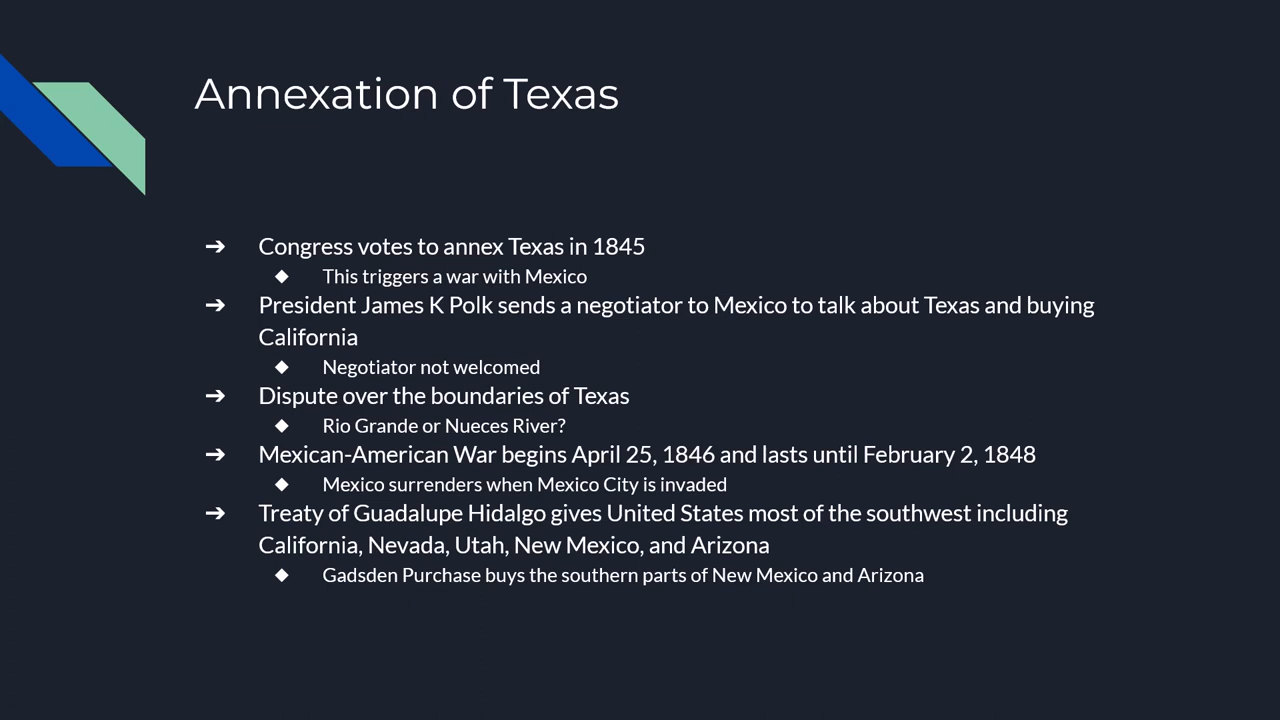 Annexation of Texas
➔ Congress votes to annex Texas in 1845
◆ This triggers a war with Mexico
➔ President James K Polk sends a negotiator to Mexico to talk about Texas and buying
California
◆ Negotiator not welcomed
➔ Dispute over the boundaries of Texas
◆ Rio Grande or Nueces River?
➔ Mexican-American War begins April 25, 1846 and lasts until February 2, 1848
◆ Mexico surrenders when Mexico City is invaded
➔ Treaty of Guadalupe Hidalgo gives United States most of the southwest including
California, Nevada, Utah, New Mexico, and Arizona
◆ Gadsden Purchase buys the southern parts of New Mexico and Arizona